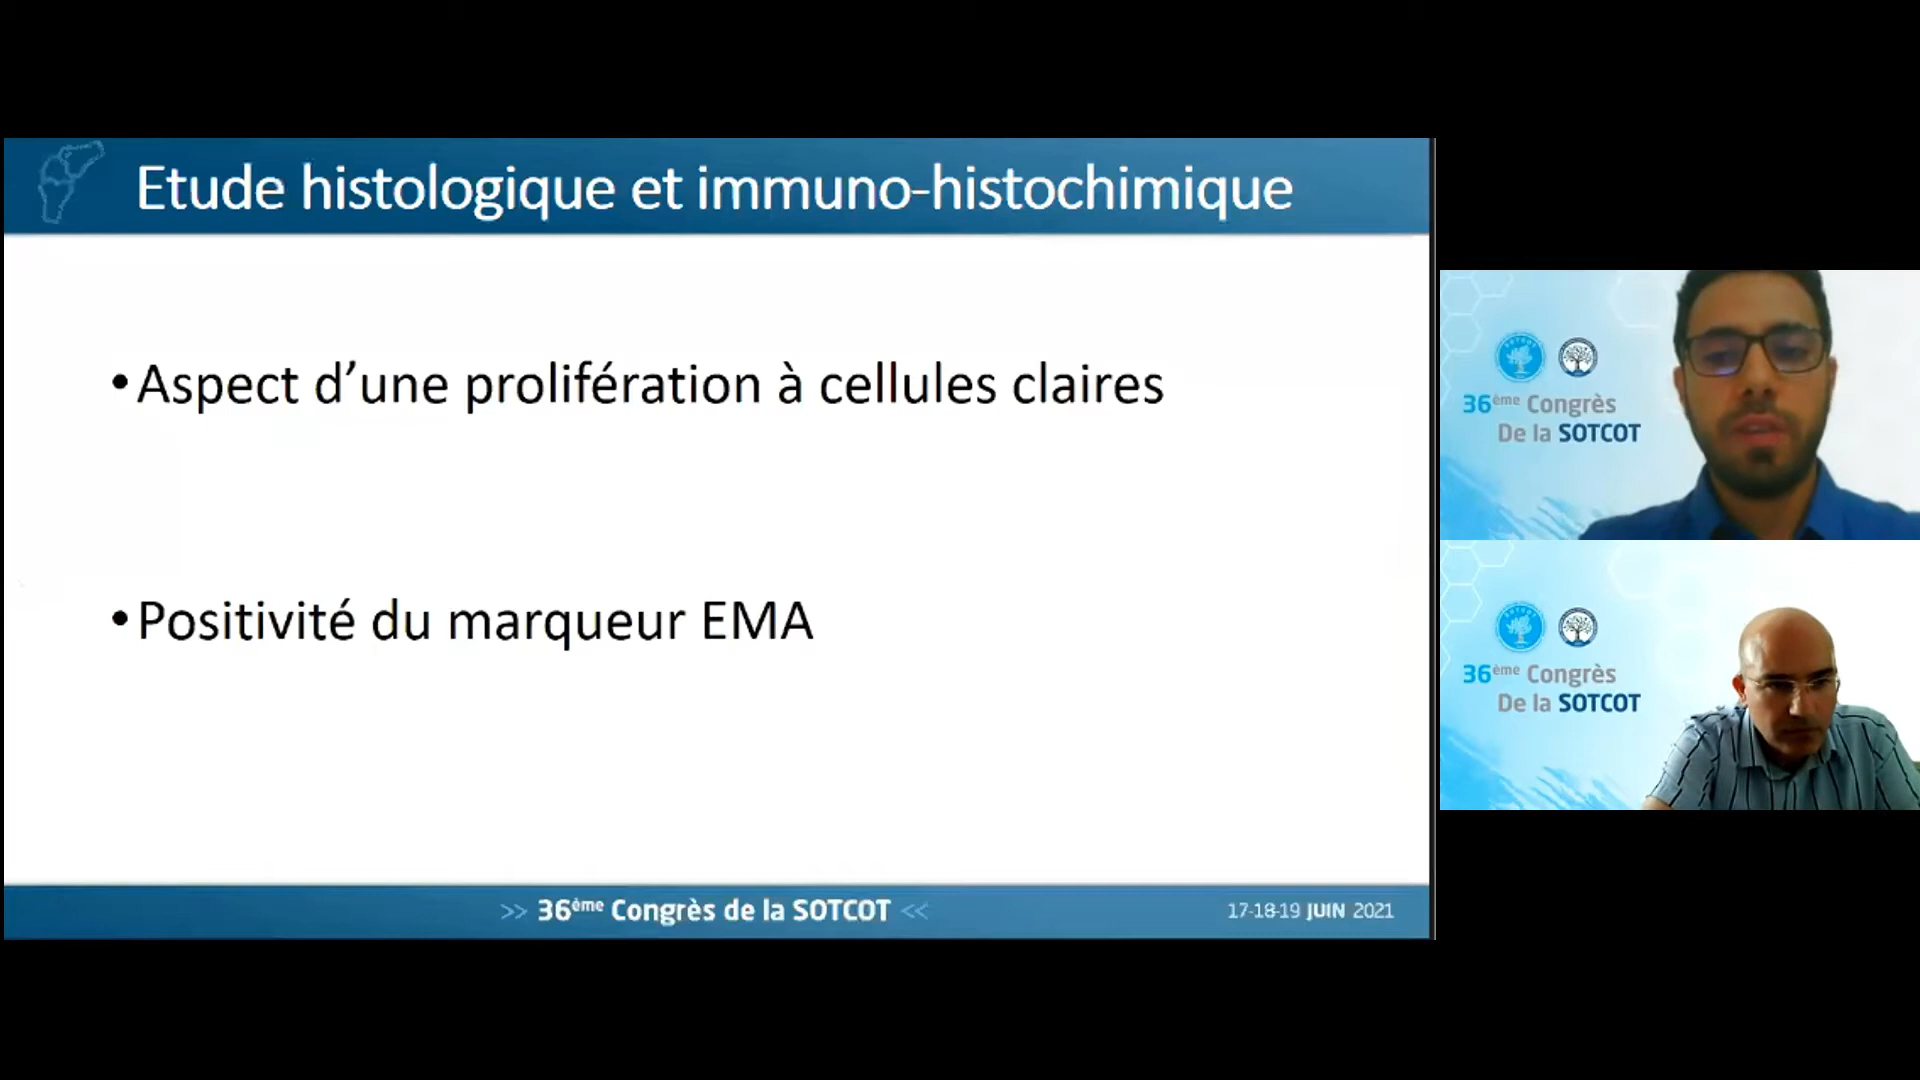 Etude histologique et immuno-histochimique
•Aspect d’une prolifération à cellules claires
•Positivité du marqueur EMA
>> 36ème Congrès de la SOTCOT <<
17-18-19 JUIN 2021
36ème Congrès
De la SOTCOT
36ème Congrès
De la SOTCOT